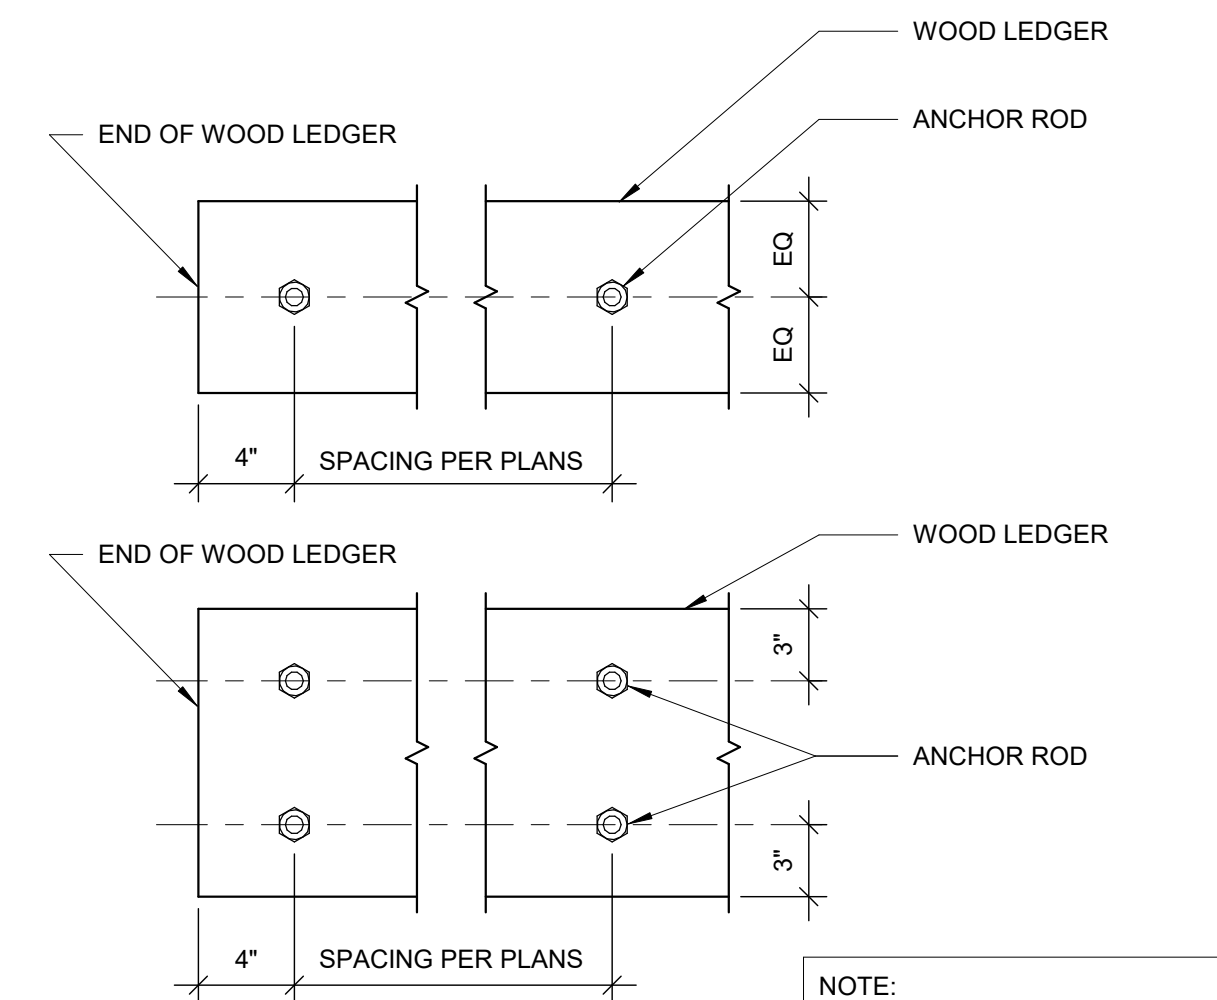 WOOD LEDGER
ANCHOR ROD
END OF WOOD LEDGER
EQ
EQ
4"
SPACING PER PLANS
WOOD LEDGER
END OF WOOD LEDGER
3"
ANCHOR ROD
3"
4"
SPACING PER PLANS
NOTE: